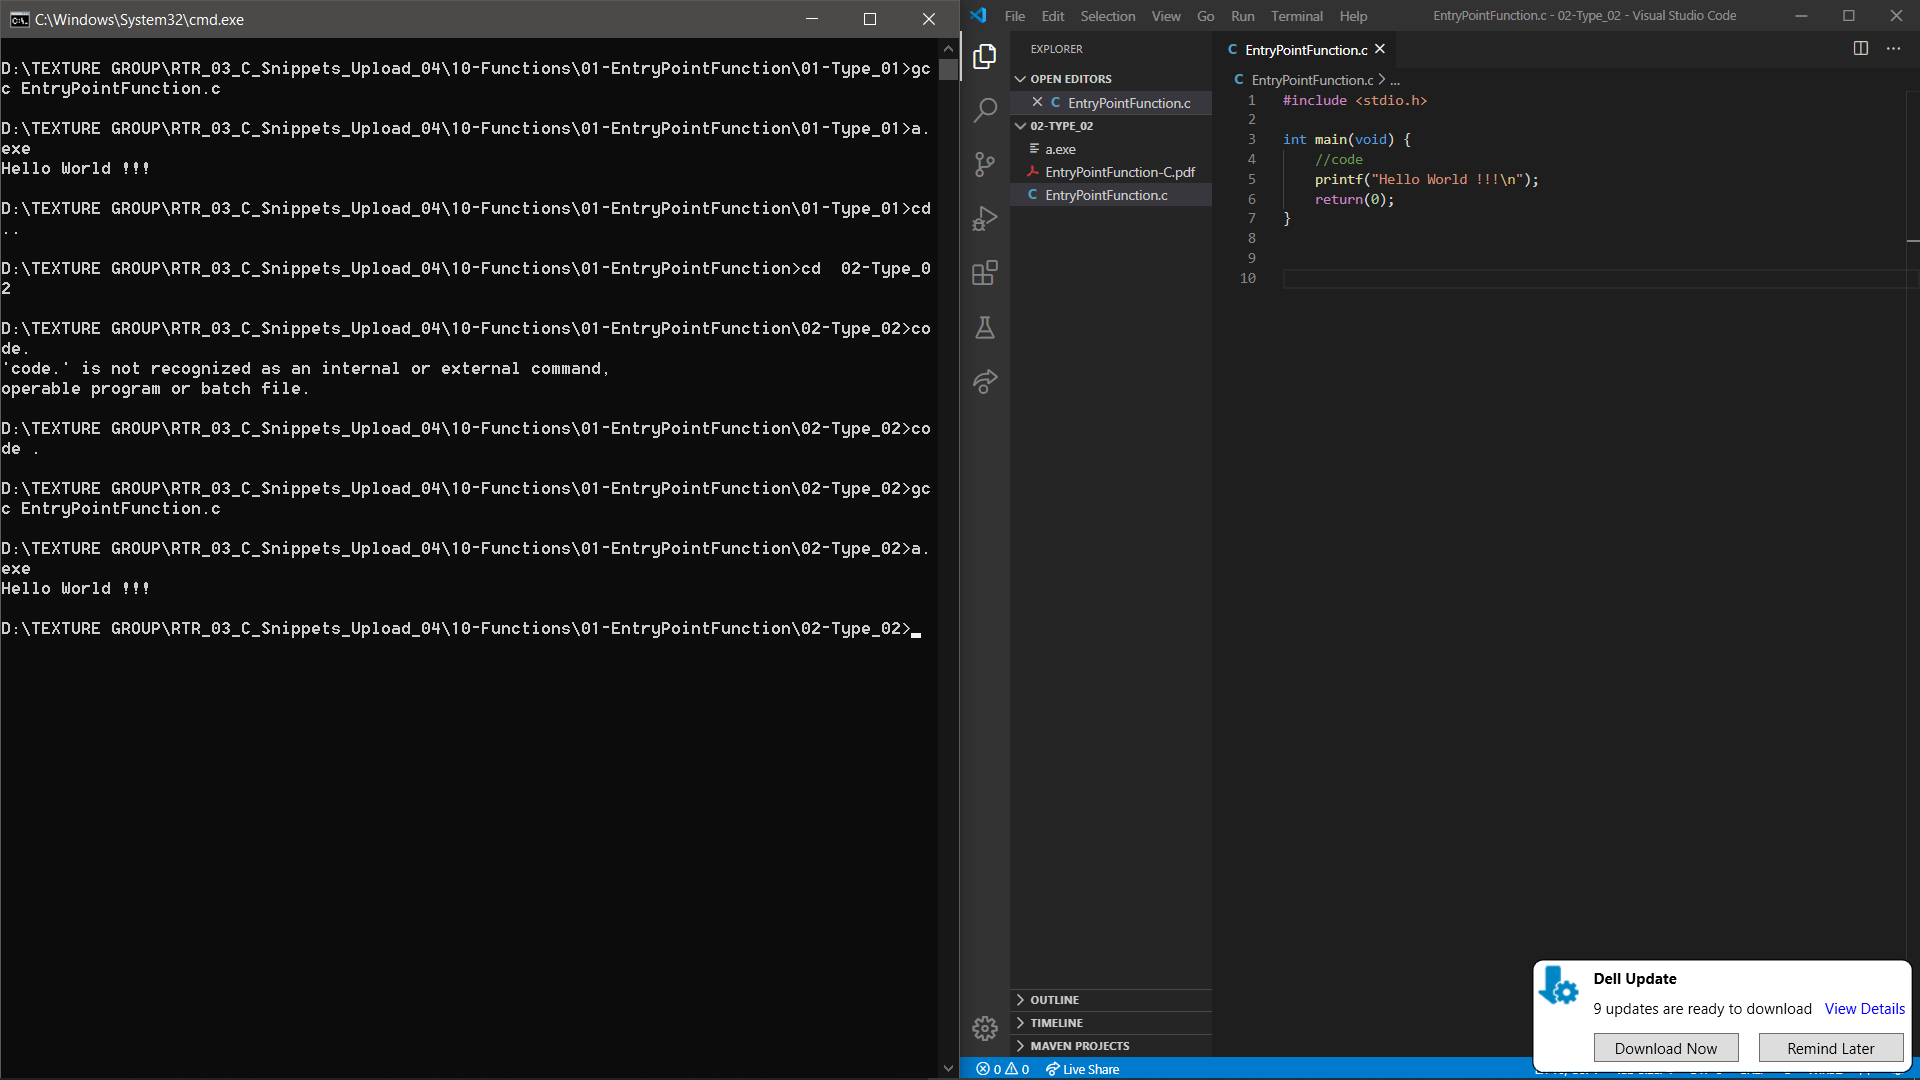 C:\Windows\System32\cmd.exe
D:\TEXTURE GROUP\RTR_03_C_Snippets_Upload_04\10-Functions\01-EntryPointFunction\01-Type_01>gc
c EntryPointFunction.c
D:\TEXTURE GROUP\RTR_03_C_Snippets_Upload_04\10-Functions\01-EntryPointFunction\01-Type_01>a.
exe
Hello World !!!
D:\TEXTURE GROUP\RTR_03_C_Snippets_Upload_04\10-Functions\01-EntryPointFunction\01-Type_01>cd
..
D:\TEXTURE GROUP\RTR_03_C_Snippets_Upload_04\10-Functions\01-EntryPointFunction>cd  02-Type_0
2
D:\TEXTURE GROUP\RTR_03_C_Snippets_Upload_04\10-Functions\01-EntryPointFunction\02-Type_02>co
de.
'code.' is not recognized as an internal or external command,
operable program or batch file.
D:\TEXTURE GROUP\RTR_03_C_Snippets_Upload_04\10-Functions\01-EntryPointFunction\02-Type_02>co
de .
D:\TEXTURE GROUP\RTR_03_C_Snippets_Upload_04\10-Functions\01-EntryPointFunction\02-Type_02>gc
c EntryPointFunction.c
D:\TEXTURE GROUP\RTR_03_C_Snippets_Upload_04\10-Functions\01-EntryPointFunction\02-Type_02>a.
exe
Hello World !!!
D:\TEXTURE GROUP\RTR_03_C_Snippets_Upload_04\10-Functions\01-EntryPointFunction\02-Type_02>
File Edit Selection View Go Run Terminal Help EntryPointFunction.c - 02-Type_02 - Visual Studio Code
EXPLORER
OPEN EDITORS
C EntryPointFunction.c
02-TYPE_02
a.exe
EntryPointFunction-C.pdf
C EntryPointFunction.c
OUTLINE
TIMELINE
MAVEN PROJECTS
C EntryPointFunction.c
C EntryPointFunction.c > ...
1 #include <stdio.h>
2
3 int main(void) {
4 //code
5 printf("Hello World !!!\n");
6 return(0);
7 }
8
9
10
Dell Update
9 updates are ready to download View Details
Download Now Remind Later
0 0 Live Share